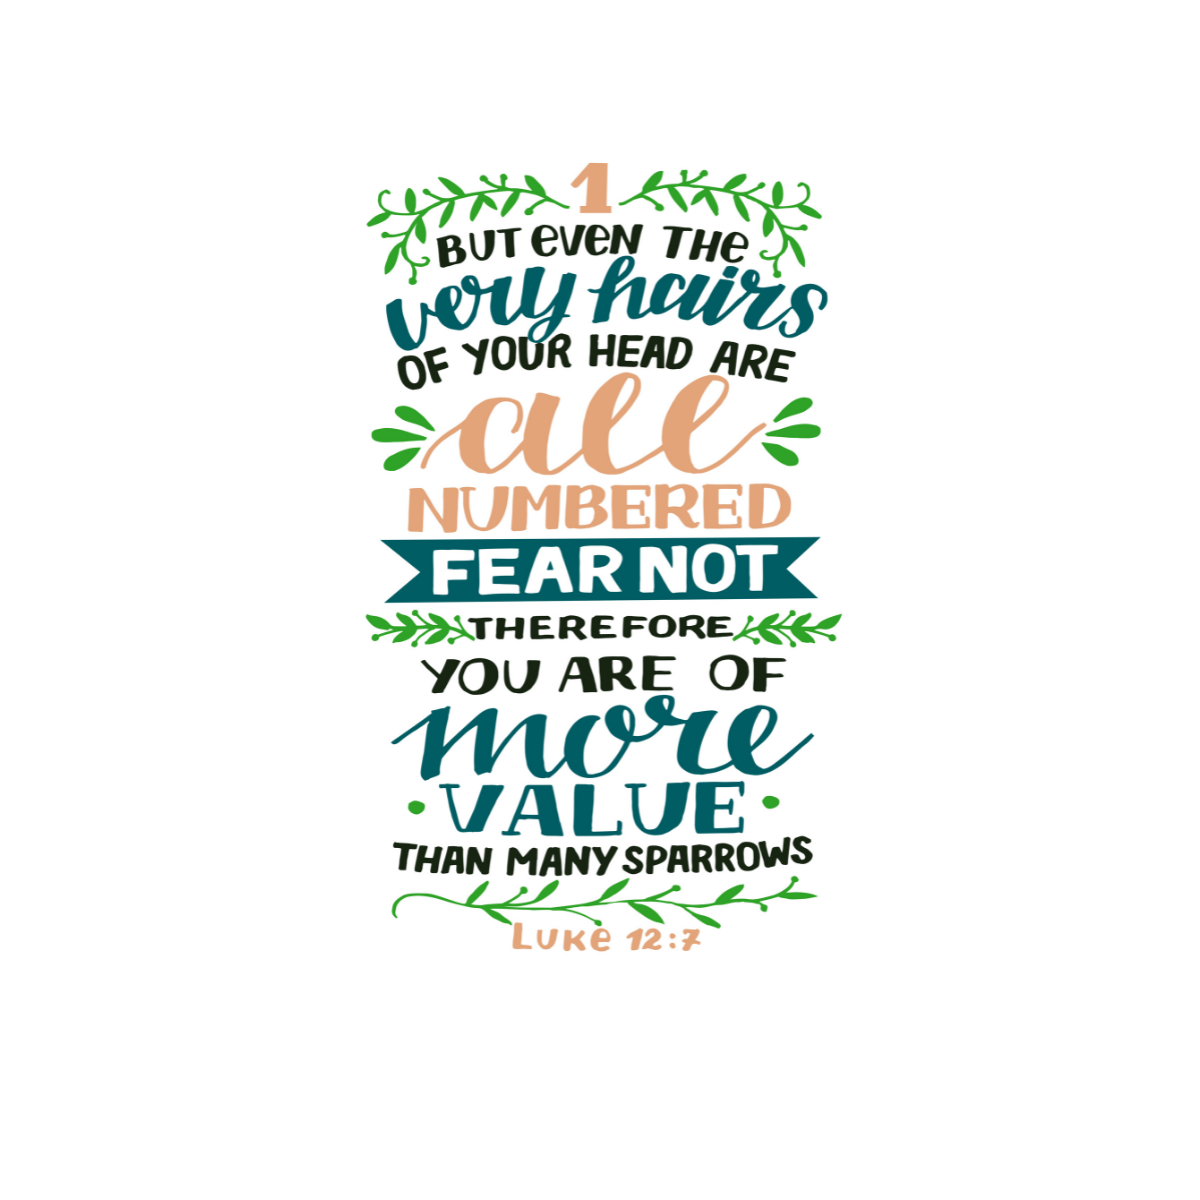 1
BUT eveN THe
very hairs
OF YOUR HEAD ARE
all
NUMBERED
FEAR NOT
THEREFORE
YOU ARE OF
more
VALUE
THAN MANY SPARROWS
LUKe 12:7